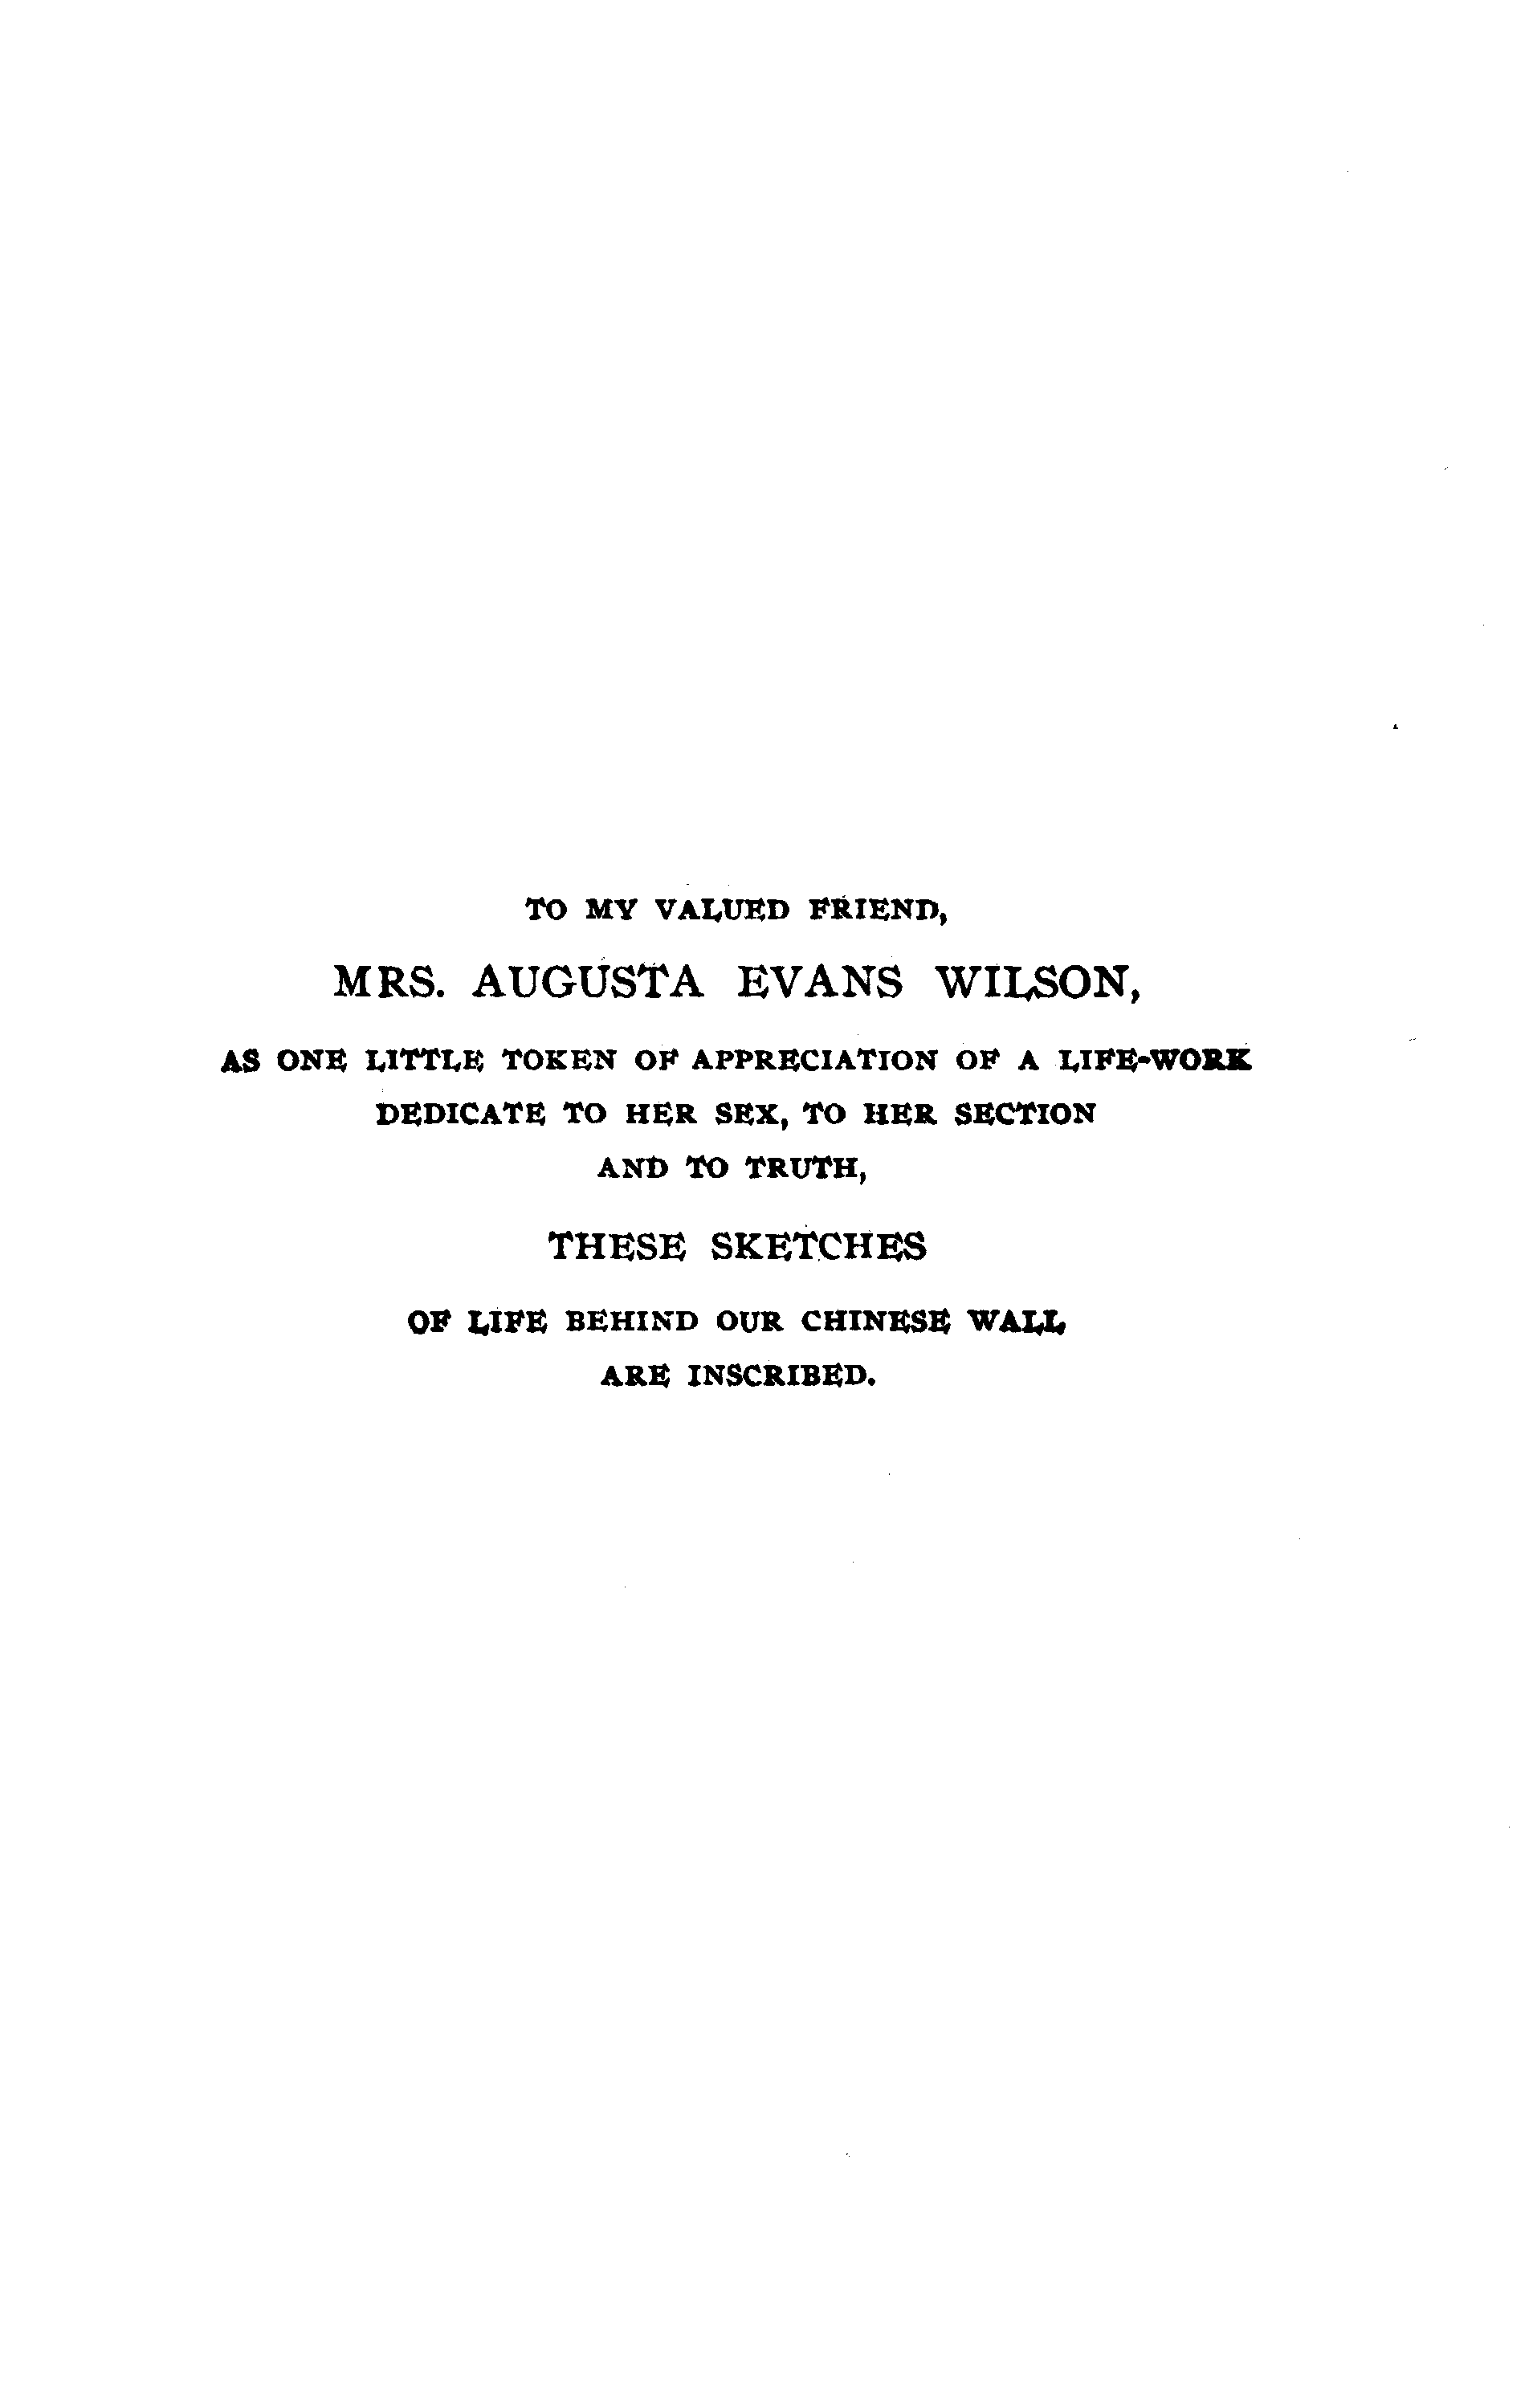 TO MY VALUED FRIEND,
MRS. AUGUSTA EVANS WILSON,
AS ONE LITTLE TOKEN OF APPRECIATION OF A LIFE-WORK
DEDICATE TO HER SEX, TO HER SECTION
AND TO TRUTH,
THESE SKETCHES
OF LIFE BEHIND OUR CHINESE WALL
ARE INSCRIBED.